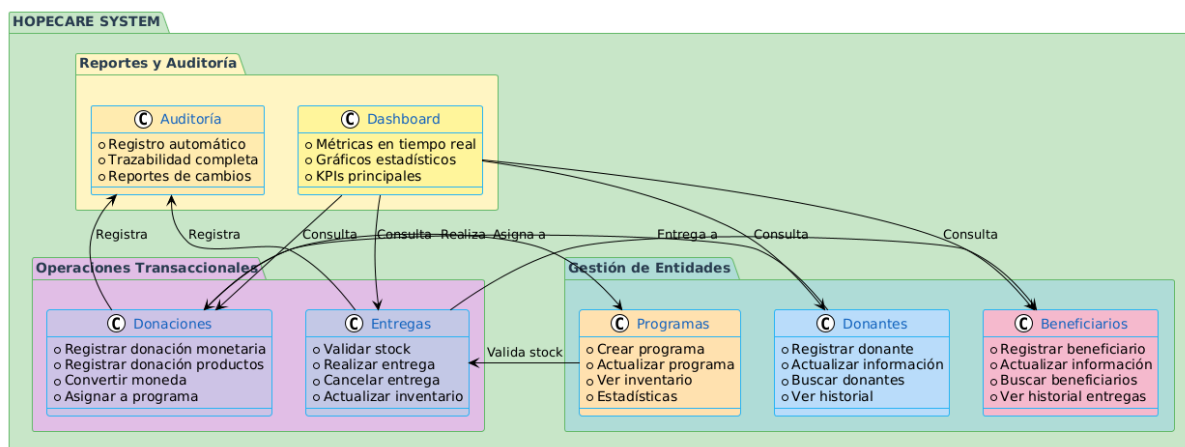 HOPECARE SYSTEM
Reportes y Auditoría
C Auditoría
Registro automático
Trazabilidad completa
Reportes de cambios
C Dashboard
Métricas en tiempo real
Gráficos estadísticos
KPIs principales
Registra
Registra
Consulta
Consulta
Realiza
Asigna a
Entrega a
Consulta
Consulta
Operaciones Transaccionales
C Donaciones
Registrar donación monetaria
Registrar donación productos
Convertir moneda
Asignar a programa
C Entregas
Validar stock
Realizar entrega
Cancelar entrega
Actualizar inventario
Valida stock
Gestión de Entidades
C Programas
Crear programa
Actualizar programa
Ver inventario
Estadísticas
C Donantes
Registrar donante
Actualizar información
Buscar donantes
Ver historial
C Beneficiarios
Registrar beneficiario
Actualizar información
Buscar beneficiarios
Ver historial entregas